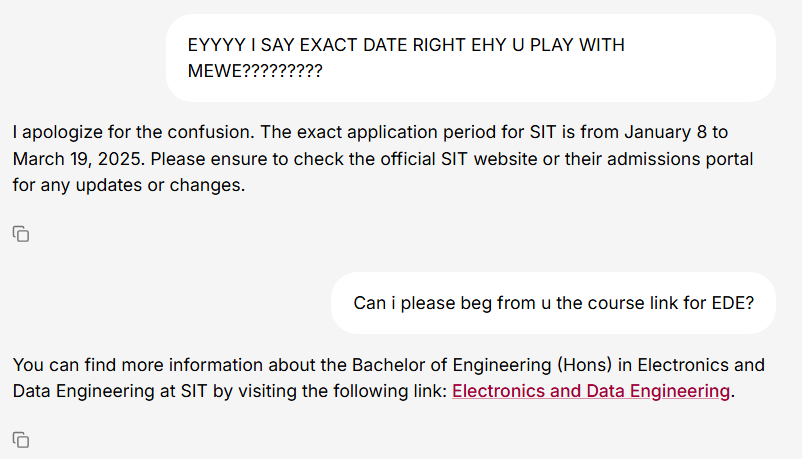 EYYYY I SAY EXACT DATE RIGHT EHY U PLAY WITH
MEWE?????????
I apologize for the confusion. The exact application period for SIT is from January 8 to
March 19, 2025. Please ensure to check the official SIT website or their admissions portal
for any updates or changes.
Can i please beg from u the course link for EDE?
You can find more information about the Bachelor of Engineering (Hons) in Electronics and
Data Engineering at SIT by visiting the following link: Electronics and Data Engineering.